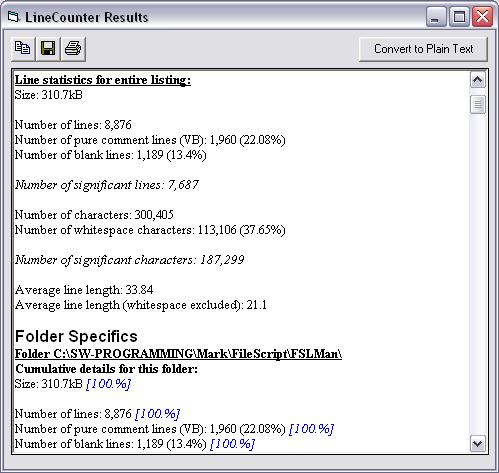 LineCounter Results
Convert to Plain Text
Line statistics for entire listing:
Size: 310.7kB
Number of lines: 8,876
Number of pure comment lines (VB): 1,960 (22.08%)
Number of blank lines: 1,189 (13.4%)
Number of significant lines: 7,687
Number of characters: 300,405
Number of whitespace characters: 113,106 (37.65%)
Number of significant characters: 187,299
Average line length: 33.84
Average line length (whitespace excluded): 21.1
Folder Specifics
Folder C:\SW-PROGRAMMING\Mark\FileScript\FSLMan\
Cumulative details for this folder:
Size: 310.7kB [100.%]
Number of lines: 8,876 [100.%]
Number of pure comment lines (VB): 1,960 (22.08%) [100.%]
Number of blank lines: 1,189 (13.4%) [100.%]